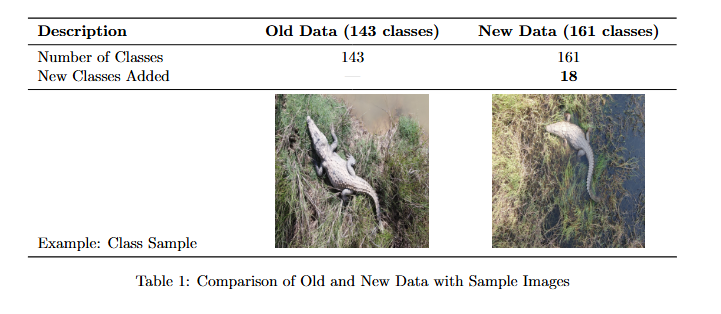 Description Old Data (143 classes) New Data (161 classes)
Number of Classes 143 161
New Classes Added — 18
Example: Class Sample
Table 1: Comparison of Old and New Data with Sample Images